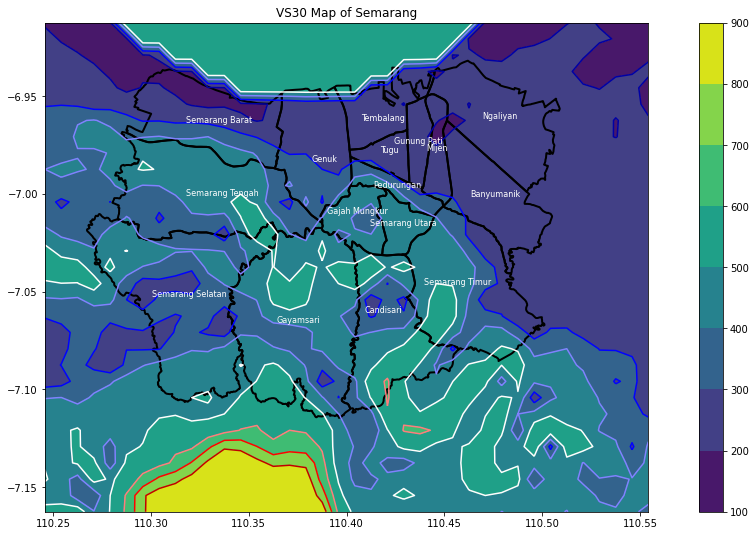 VS30 Map of Semarang
900
800
700
600
500
400
300
200
100
−6.95
−7.00
−7.05
−7.10
−7.15
Semarang Barat
Tembalang
Ngaliyan
Gunung Pati
Mijen
Tugu
Genuk
Pedurungan
Semarang Tengah
Banyumanik
Gajah Mungkur
Semarang Utara
Semarang Timur
Semarang Selatan
Candisari
Gayamsari
110.25
110.30
110.35
110.40
110.45
110.50
110.55